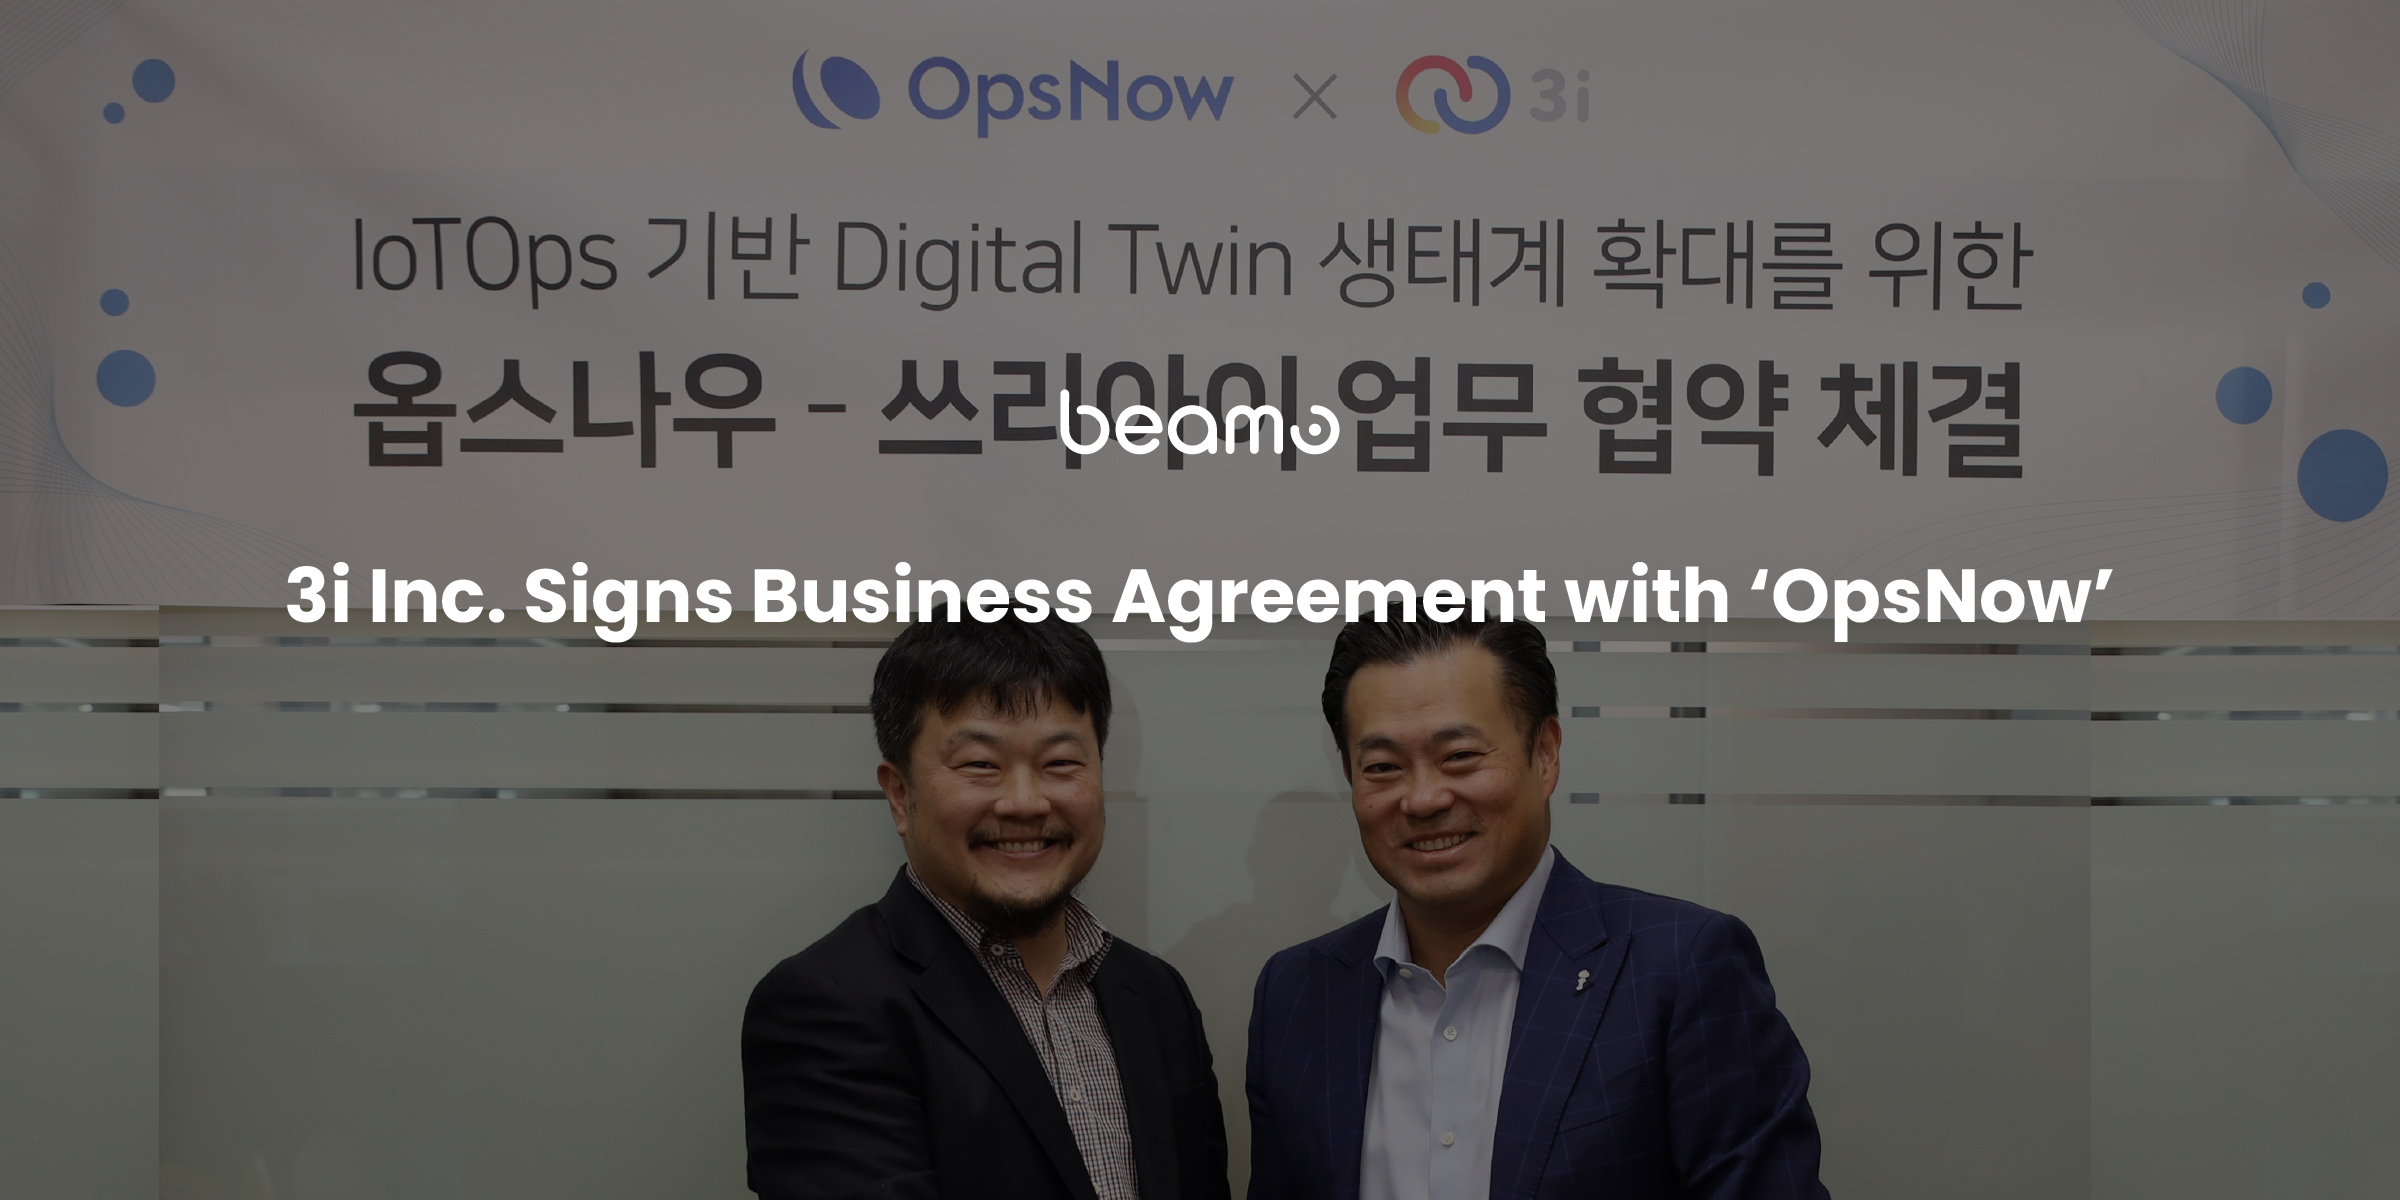 OpsNow × 3i
IoTOps 기반 Digital Twin 생태계 확대를 위한
옵스나우 - 쓰리아이 업무 협약 체결
beamo
3i Inc. Signs Business Agreement with ‘OpsNow’